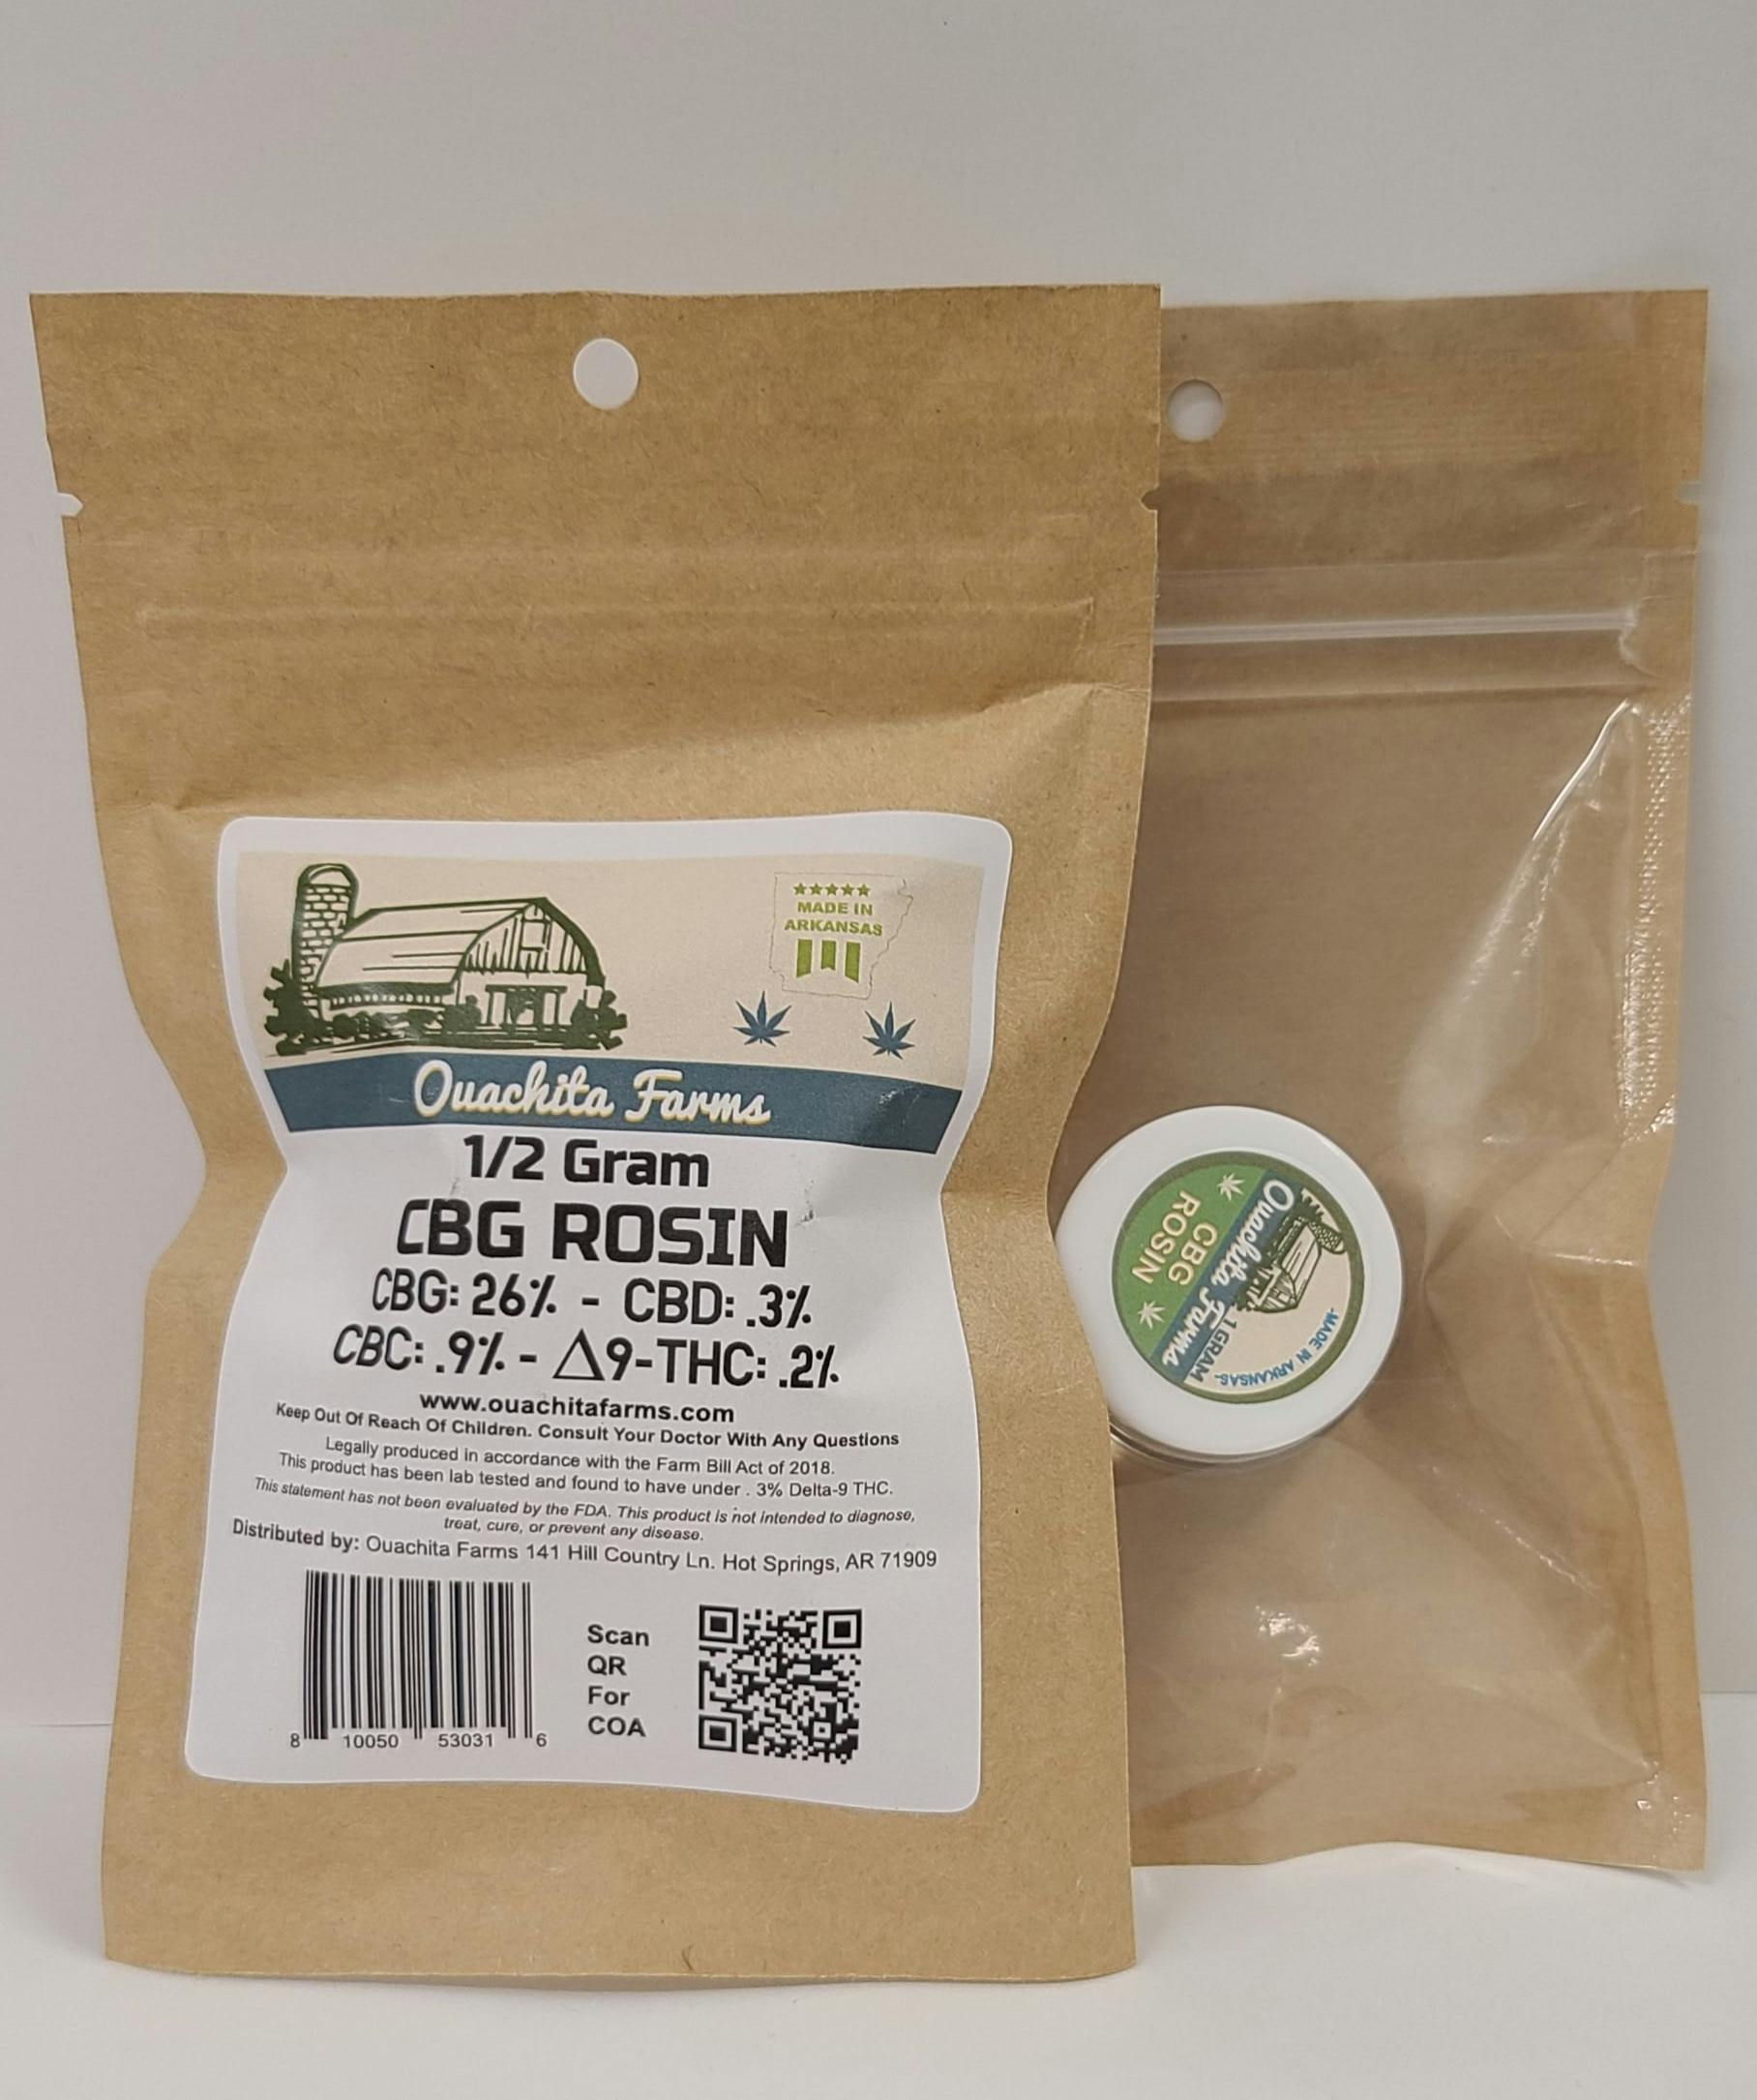 ★★★★★
MADE IN
ARKANSAS
Ouachita Farms
1/2 Gram
CBG ROSIN
CBG: 26% - CBD: .3%
CBC: .9% - Δ9-THC: .2%
www.ouachitafarms.com
Keep Out Of Reach Of Children. Consult Your Doctor With Any Questions
Legally produced in accordance with the Farm Bill Act of 2018.
This product has been lab tested and found to have under . 3% Delta-9 THC.
This statement has not been evaluated by the FDA. This product is not intended to diagnose,
treat, cure, or prevent any disease.
Distributed by: Ouachita Farms 141 Hill Country Ln. Hot Springs, AR 71909
8 10050 53031 6
Scan
QR
For
COA
-MADE IN ARKANSAS-
1 GRAM
Ouachita Farms
CBG
ROSIN